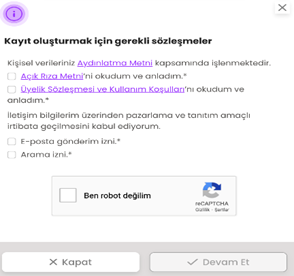 Kayıt oluşturmak için gerekli sözleşmeler
Kişisel verileriniz Aydınlatma Metni kapsamında işlenmektedir.
Açık Rıza Metni'ni okudum ve anladım.*
Üyelik Sözleşmesi ve Kullanım Koşulları'nı okudum ve
anladım.*
İletişim bilgilerim üzerinden pazarlama ve tanıtım amaçlı
irtibata geçilmesini kabul ediyorum.
E-posta gönderim izni.*
Arama izni.*
Ben robot değilim
reCAPTCHA
Gizlilik - Şartlar
Kapat
Devam Et